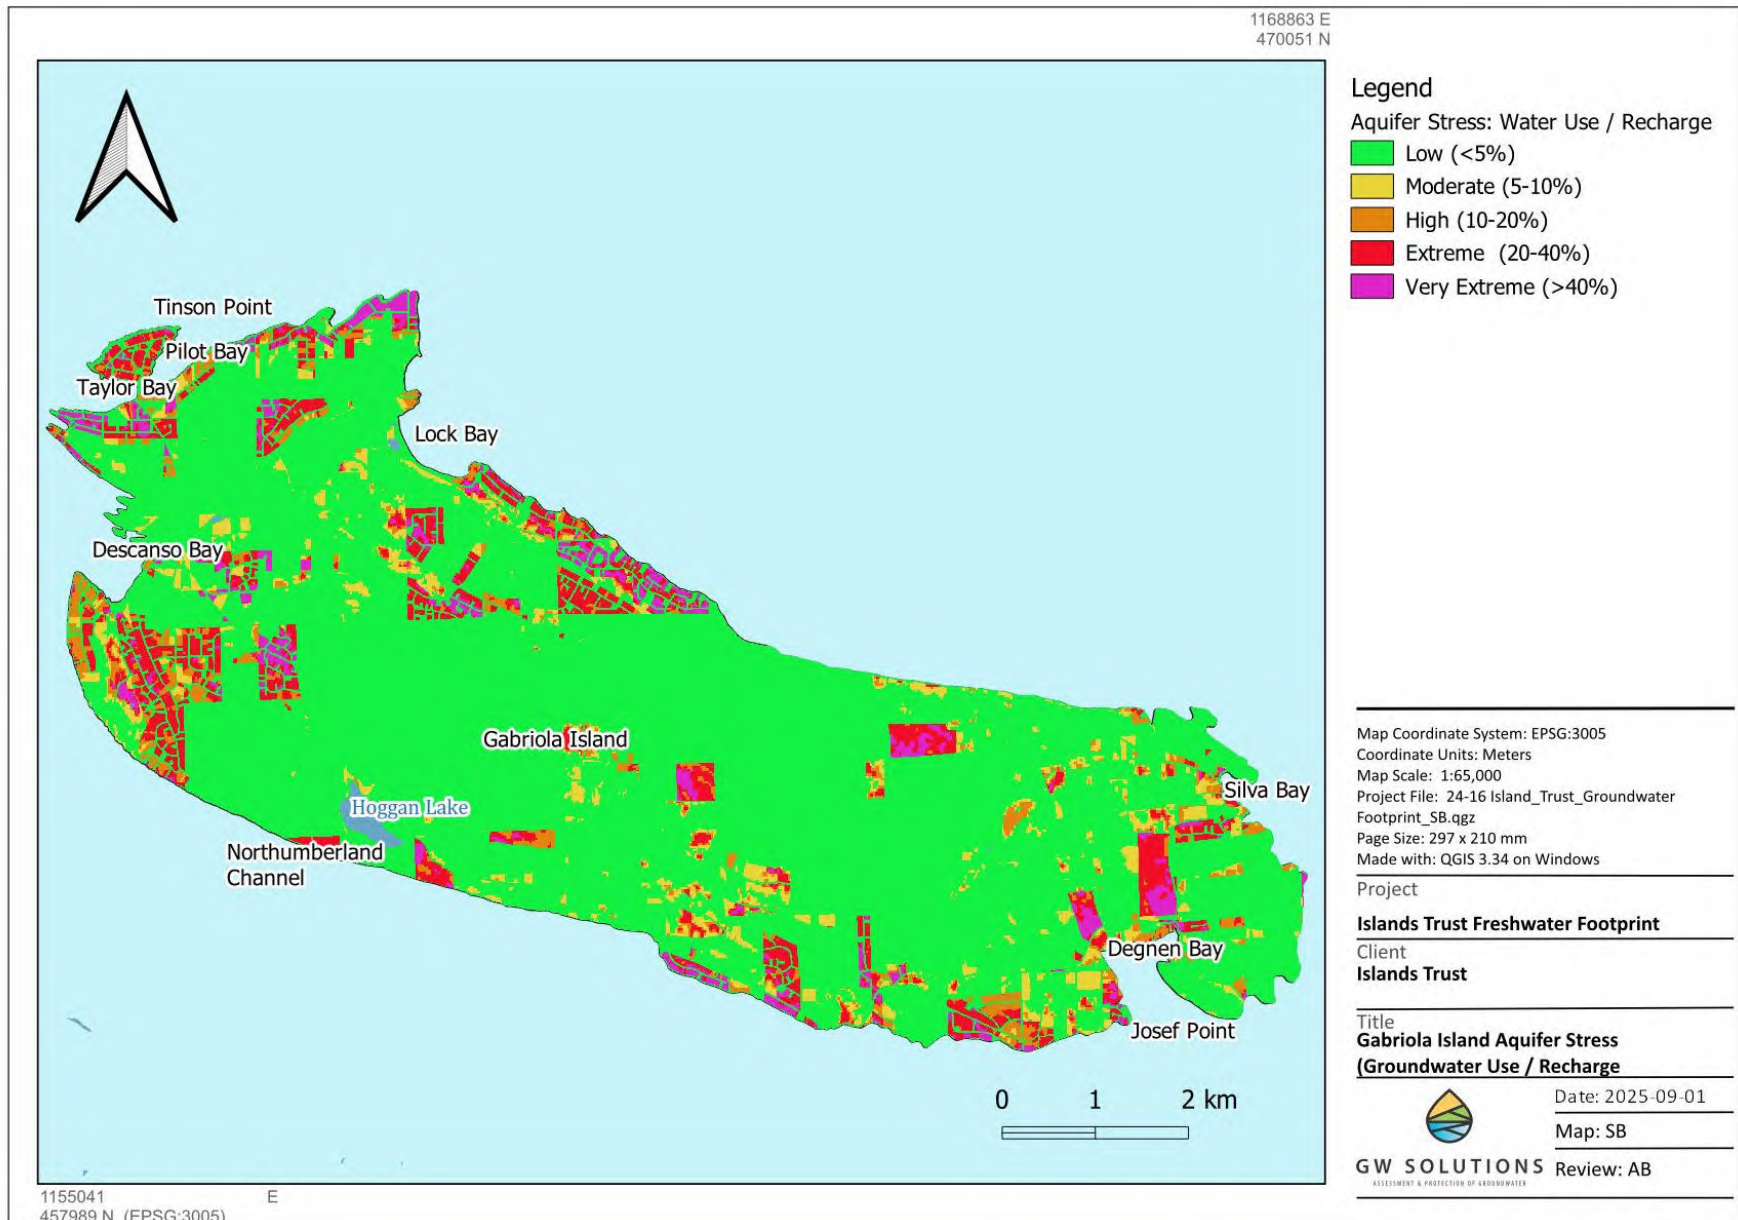 1168863 E
470051 N
Legend
Aquifer Stress: Water Use / Recharge
Low (<5%)
Moderate (5-10%)
High (10-20%)
Extreme (20-40%)
Very Extreme (>40%)
Tinson Point
Pilot Bay
Taylor Bay
Lock Bay
Descanso Bay
Gabriola Island
Silva Bay
Hoggan Lake
Northumberland
Channel
Degnen Bay
Josef Point
0 1 2 km
Map Coordinate System: EPSG:3005
Coordinate Units: Meters
Map Scale: 1:65,000
Project File: 24-16 Island_Trust_Groundwater
Footprint_SB.qgz
Page Size: 297 x 210 mm
Made with: QGIS 3.34 on Windows
Project
Islands Trust Freshwater Footprint
Client
Islands Trust
Title
Gabriola Island Aquifer Stress
(Groundwater Use / Recharge
Date: 2025-09-01
Map: SB
Review: AB
GW SOLUTIONS
ASSESSMENT & PROTECTION OF GROUNDWATER
1155041 E
457989 N (EPSG:3005)